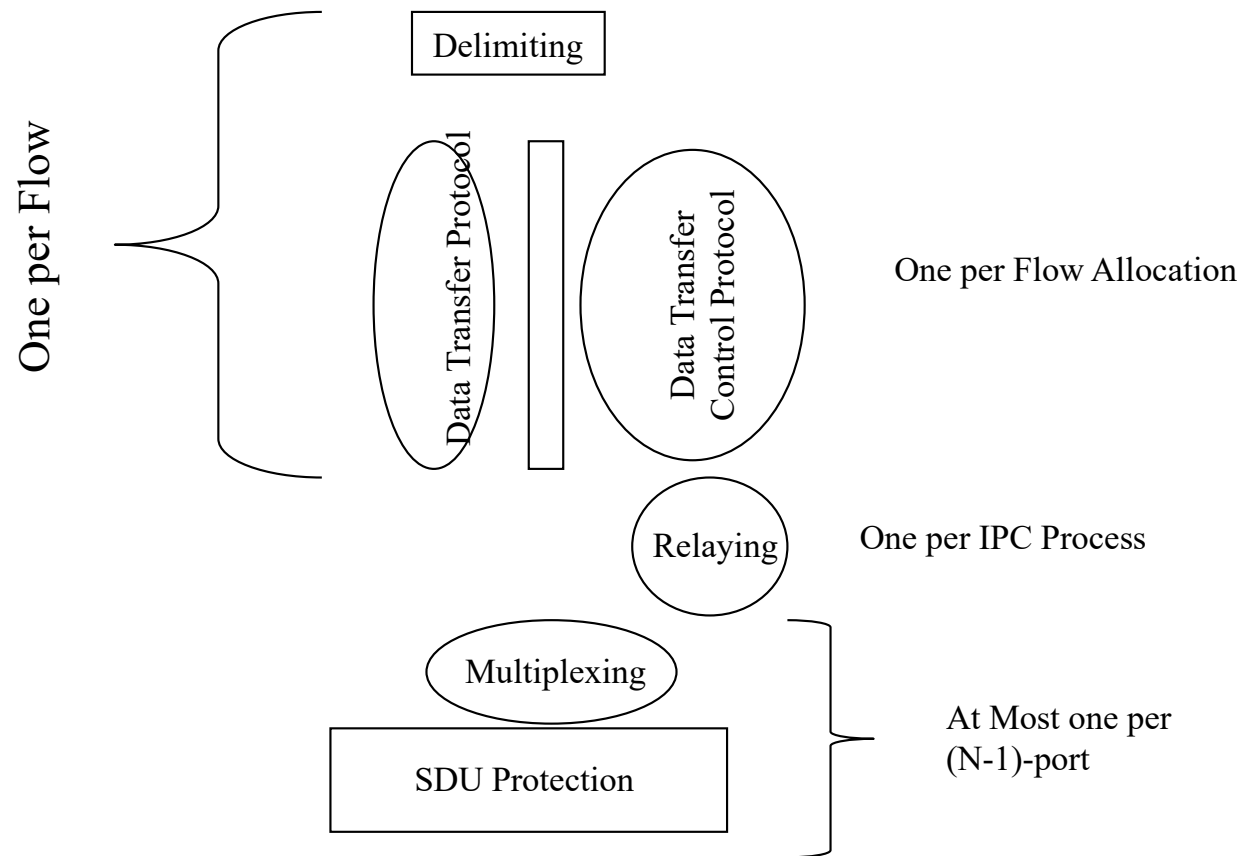 Delimiting
One per Flow
Data Transfer Protocol
Data Transfer
Control Protocol
One per Flow Allocation
Relaying
One per IPC Process
Multiplexing
SDU Protection
At Most one per
(N-1)-port